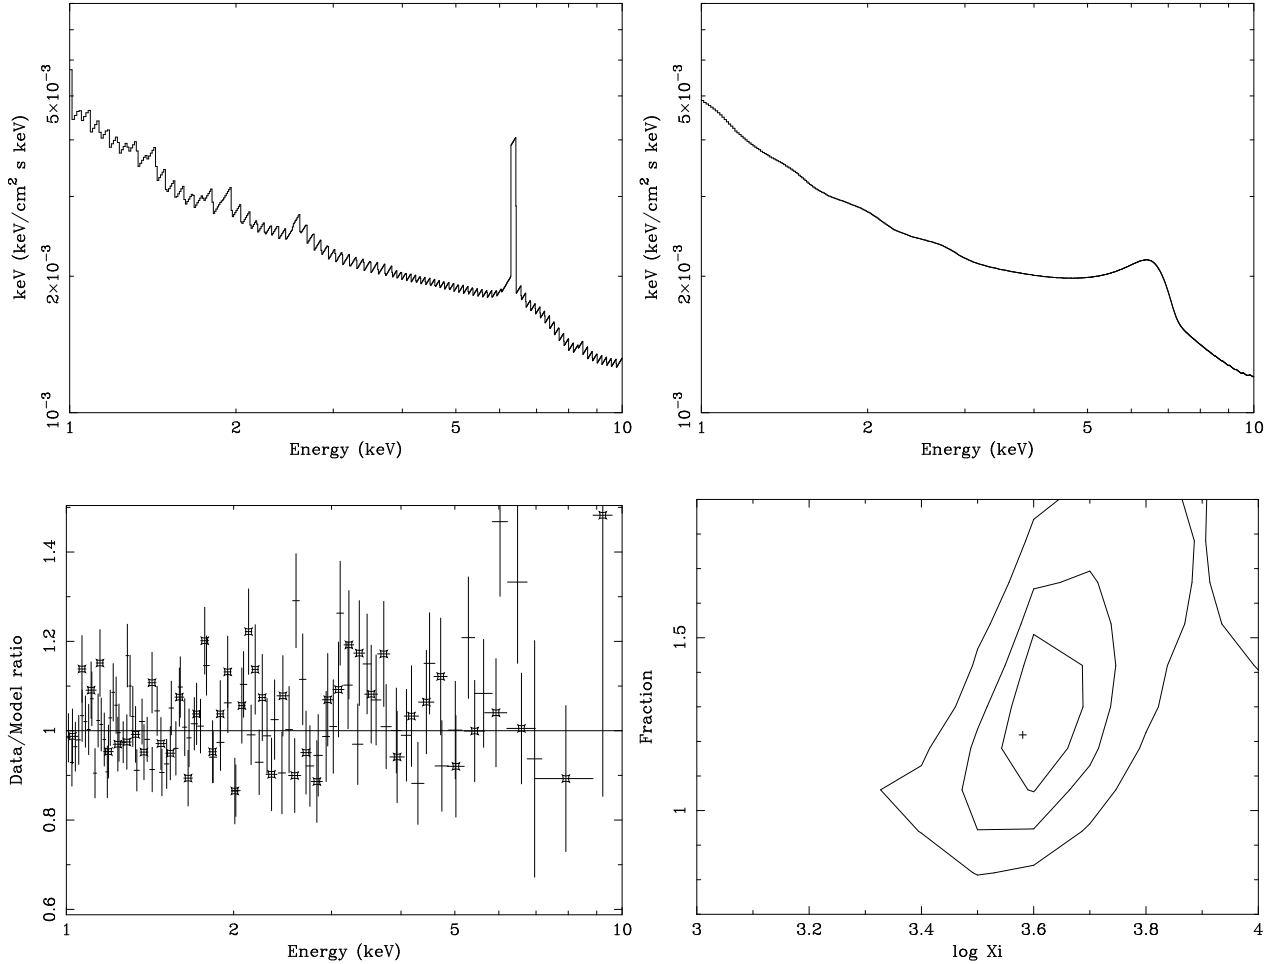 keV (keV/cm² s keV)
5×10⁻³
2×10⁻³
10⁻³
1 2 5 10
Energy (keV)
keV (keV/cm² s keV)
5×10⁻³
2×10⁻³
10⁻³
1 2 5 10
Energy (keV)
Data/Model ratio
1.4
1.2
1
0.8
0.6
1 2 5 10
Energy (keV)
Fraction
1.5
1
3 3.2 3.4 3.6 3.8 4
log Xi